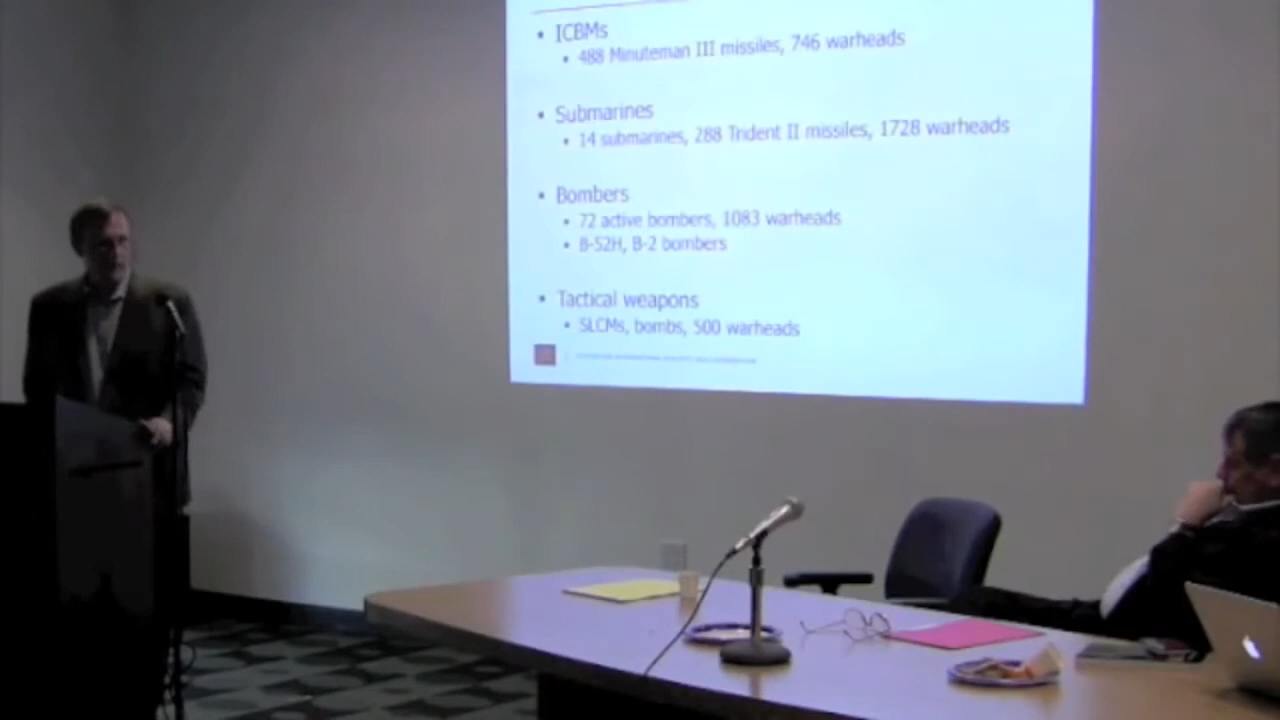 • ICBMs
• 488 Minuteman III missiles, 746 warheads
• Submarines
• 14 submarines, 288 Trident II missiles, 1728 warheads
• Bombers
• 72 active bombers, 1083 warheads
• B-52H, B-2 bombers
• Tactical weapons
• SLCMs, bombs, 500 warheads